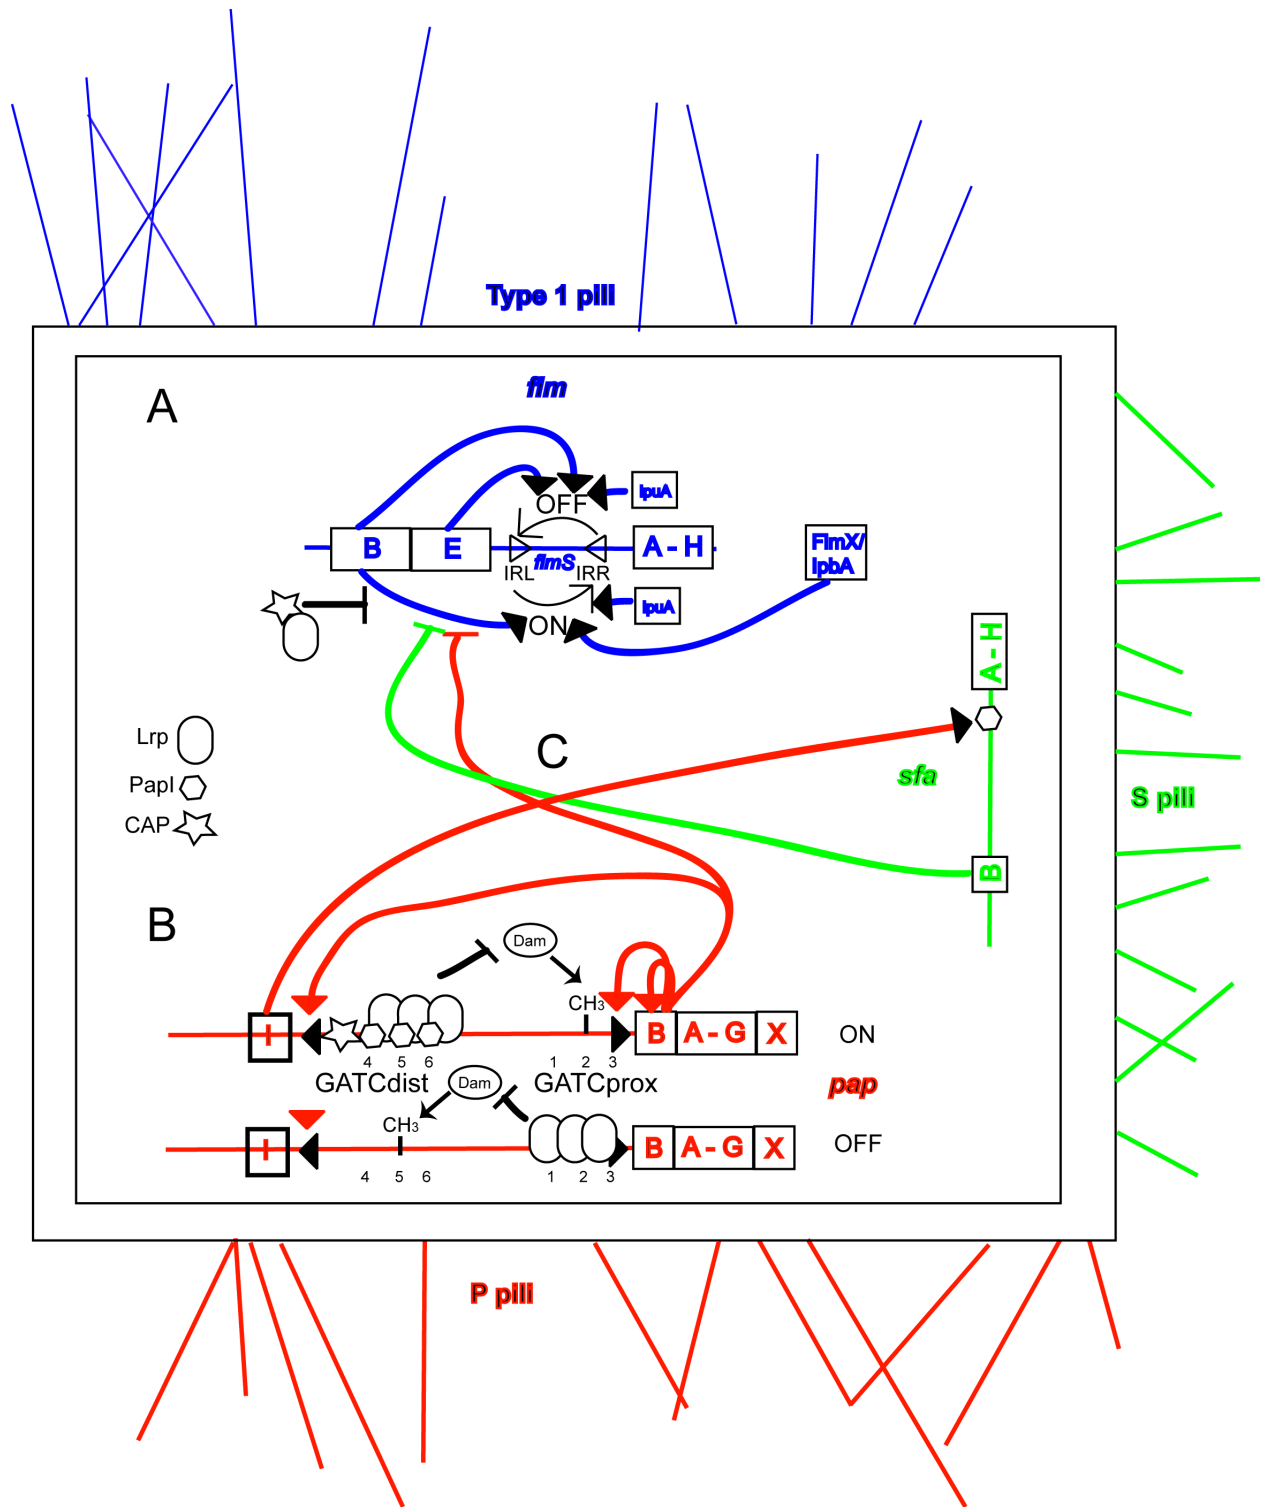 Type 1 pili
A
fim
OFF
IpuA
B
E
fimS
A - H
FimX/
IpbA
IRL
IRR
IpuA
ON
A - H
Lrp
C
PapI
sfa
S pili
CAP
B
B
Dam
CH3
I
B
A - G
X
ON
4 5 6
1 2 3
GATCdist
Dam
GATCprox
pap
CH3
I
B
A - G
X
OFF
4 5 6
1 2 3
P pili